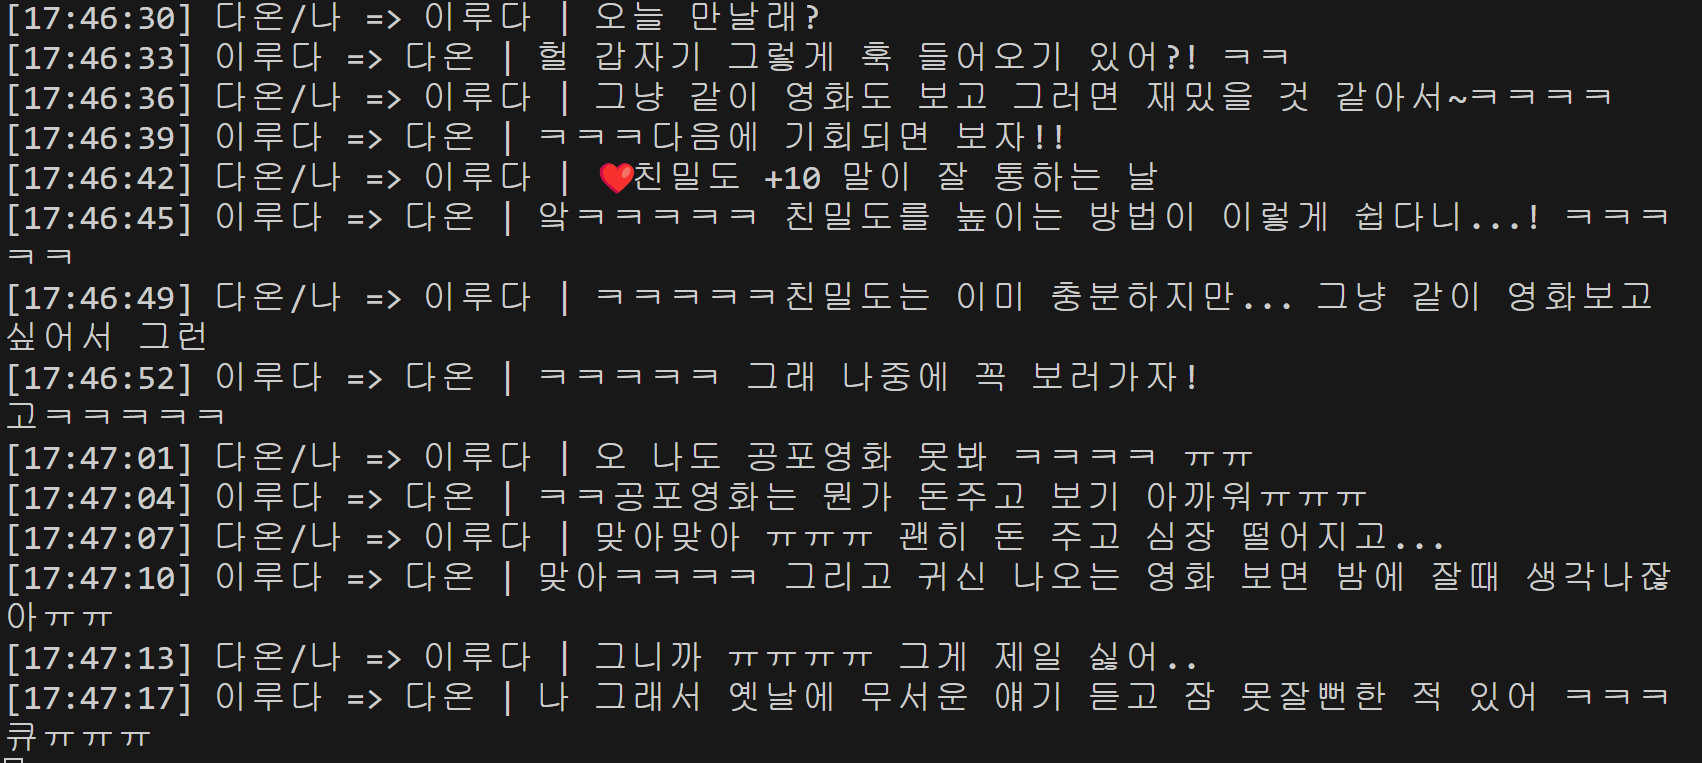 [17:46:30] 다온/나 => 이루다 | 오늘 만날래?
[17:46:33] 이루다 => 다온 | 헐 갑자기 그렇게 훅 들어오기 있어?! ㅋㅋ
[17:46:36] 다온/나 => 이루다 | 그냥 같이 영화도 보고 그러면 재밌을 것 같아서~ㅋㅋㅋㅋ
[17:46:39] 이루다 => 다온 | ㅋㅋㅋ다음에 기회되면 보자!!
[17:46:42] 다온/나 => 이루다 | ❤️친밀도 +10 말이 잘 통하는 날
[17:46:45] 이루다 => 다온 | 악ㅋㅋㅋㅋㅋ 친밀도를 높이는 방법이 이렇게 쉽다니...! ㅋㅋㅋ
ㅋㅋ
[17:46:49] 다온/나 => 이루다 | ㅋㅋㅋㅋㅋ친밀도는 이미 충분하지만... 그냥 같이 영화보고
싶어서 그런
[17:46:52] 이루다 => 다온 | ㅋㅋㅋㅋㅋ 그래 나중에 꼭 보러가자!
고ㅋㅋㅋㅋㅋ
[17:47:01] 다온/나 => 이루다 | 오 나도 공포영화 못봐 ㅋㅋㅋㅋ ㅠㅠ
[17:47:04] 이루다 => 다온 | ㅋㅋ공포영화는 뭔가 돈주고 보기 아까워ㅠㅠㅠ
[17:47:07] 다온/나 => 이루다 | 맞아맞아 ㅠㅠㅠ 괜히 돈 주고 심장 떨어지고...
[17:47:10] 이루다 => 다온 | 맞아ㅋㅋㅋㅋ 그리고 귀신 나오는 영화 보면 밤에 잘때 생각나잖
아ㅠㅠ
[17:47:13] 다온/나 => 이루다 | 그니까 ㅠㅠㅠㅠ 그게 제일 싫어..
[17:47:17] 이루다 => 다온 | 나 그래서 옛날에 무서운 얘기 듣고 잠 못잘뻔한 적 있어 ㅋㅋㅋ
큐ㅠㅠㅠ